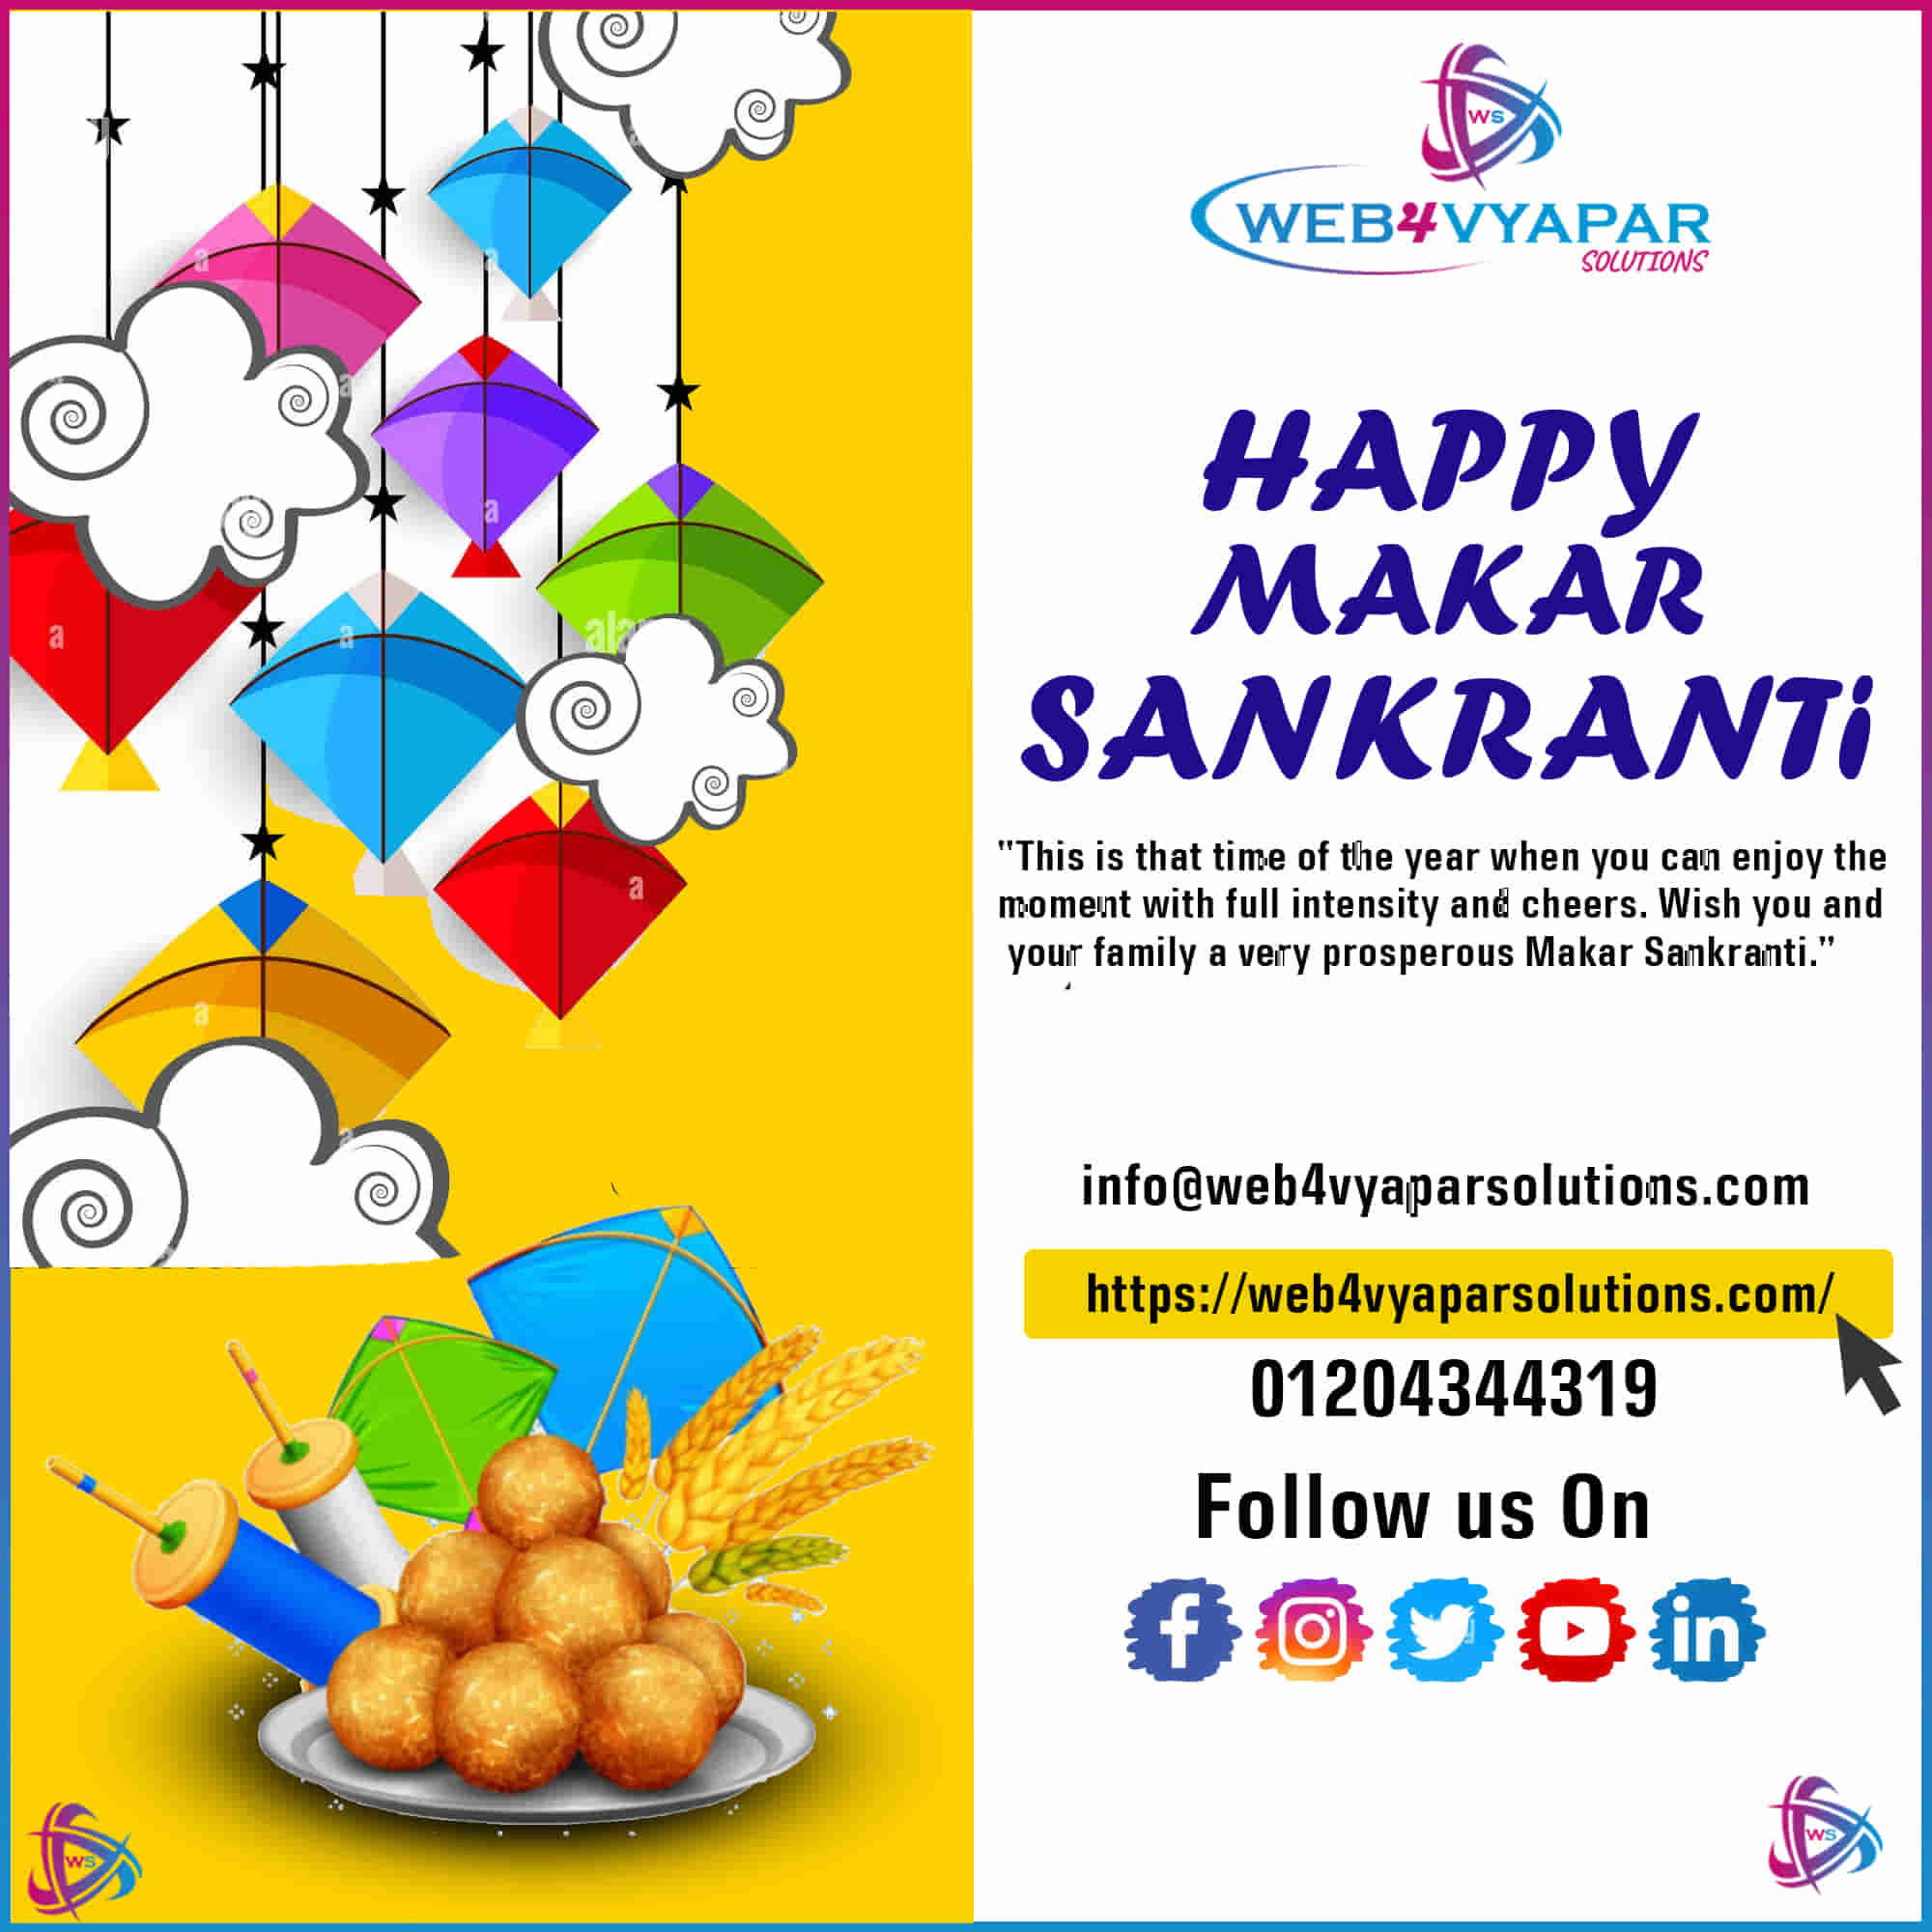 WS
WEB4VYAPAR
SOLUTIONS
HAPPY
MAKAR
SANKRANTi
"This is that time of the year when you can enjoy the
moment with full intensity and cheers. Wish you and
your family a very prosperous Makar Sankranti."
info@web4vyaparsolutions.com
https://web4vyaparsolutions.com/
01204344319
Follow us On
WS
WS